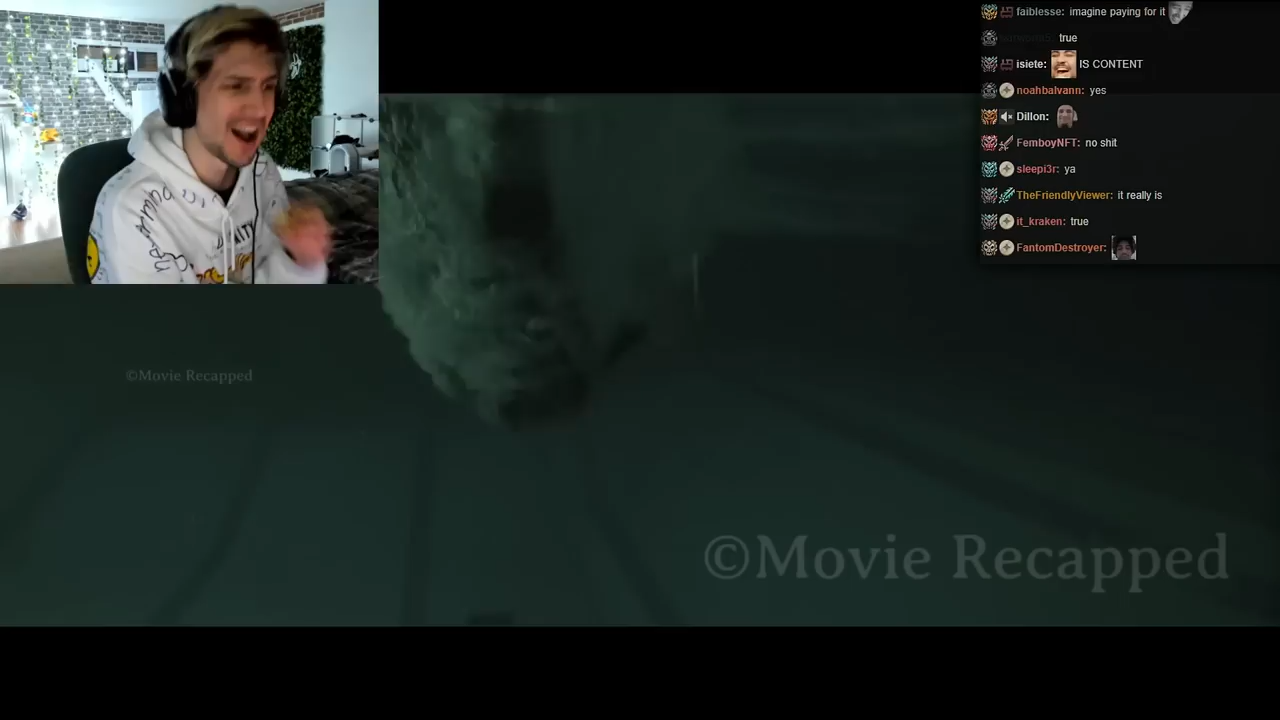 faiblesse: imagine paying for it
true
isiete: IS CONTENT
noahbalvann: yes
Dillon:
FemboyNFT: no shit
sleepi3r: ya
TheFriendlyViewer: it really is
it_kraken: true
FantomDestroyer:
©Movie Recapped
©Movie Recapped